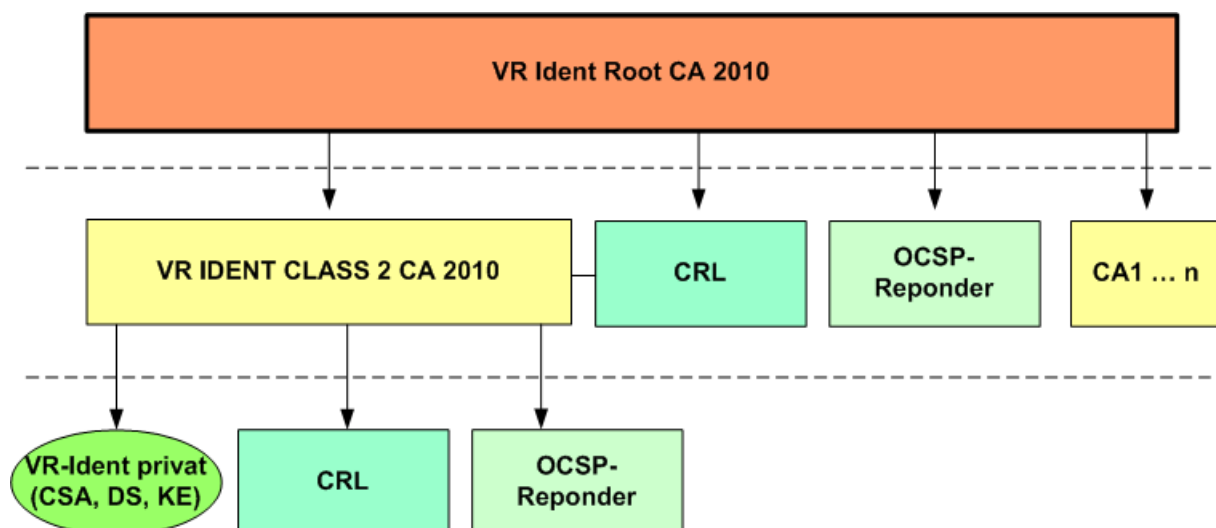 VR Ident Root CA 2010
VR IDENT CLASS 2 CA 2010
CRL
OCSP-
Reponder
CA1 … n
VR-Ident privat
(CSA, DS, KE)
CRL
OCSP-
Reponder